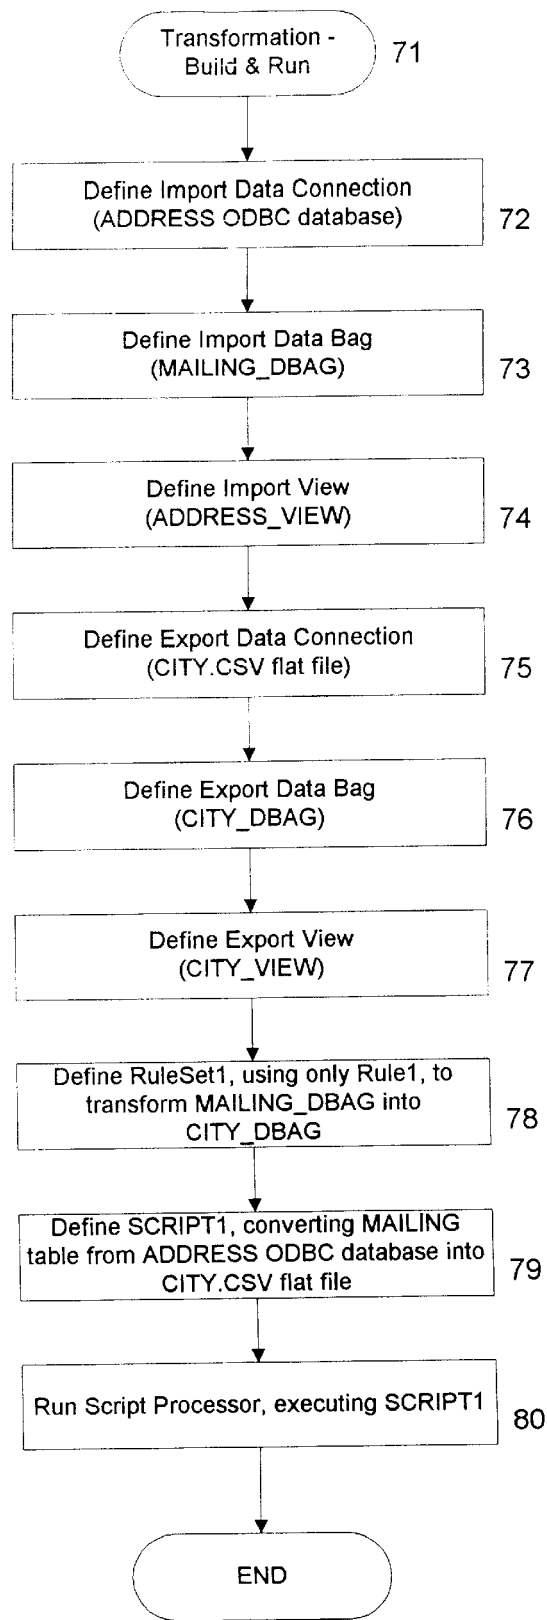 Transformation -
Build & Run
71
Define Import Data Connection
(ADDRESS ODBC database)
72
Define Import Data Bag
(MAILING_DBAG)
73
Define Import View
(ADDRESS_VIEW)
74
Define Export Data Connection
(CITY.CSV flat file)
75
Define Export Data Bag
(CITY_DBAG)
76
Define Export View
(CITY_VIEW)
77
Define RuleSet1, using only Rule1, to
transform MAILING_DBAG into
CITY_DBAG
78
Define SCRIPT1, converting MAILING
table from ADDRESS ODBC database into
CITY.CSV flat file
79
Run Script Processor, executing SCRIPT1
80
END